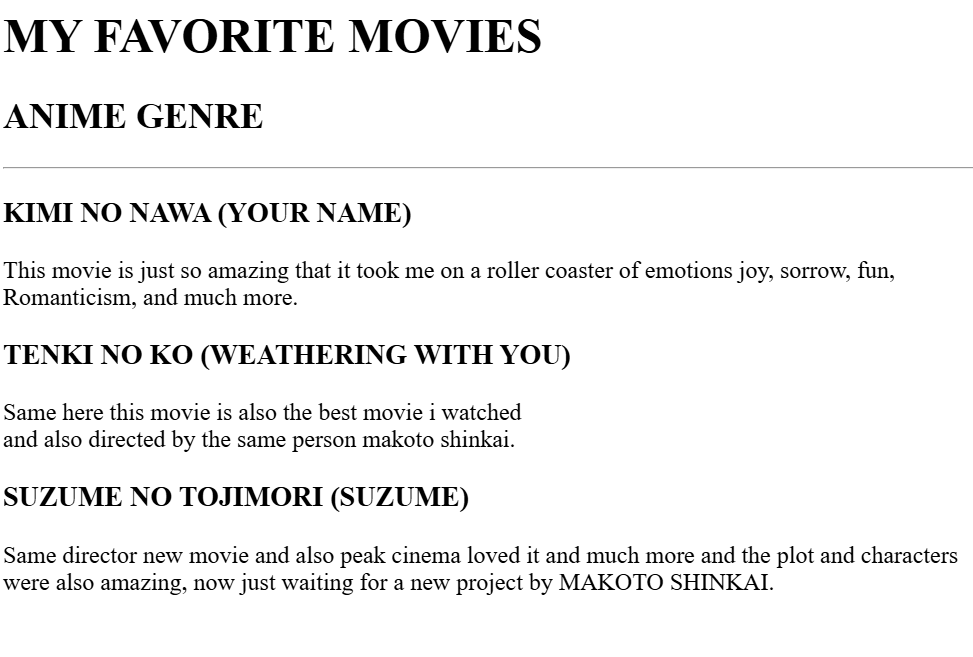 MY FAVORITE MOVIES
ANIME GENRE
KIMI NO NAWA (YOUR NAME)
This movie is just so amazing that it took me on a roller coaster of emotions joy, sorrow, fun,
Romanticism, and much more.
TENKI NO KO (WEATHERING WITH YOU)
Same here this movie is also the best movie i watched
and also directed by the same person makoto shinkai.
SUZUME NO TOJIMORI (SUZUME)
Same director new movie and also peak cinema loved it and much more and the plot and characters
were also amazing, now just waiting for a new project by MAKOTO SHINKAI.